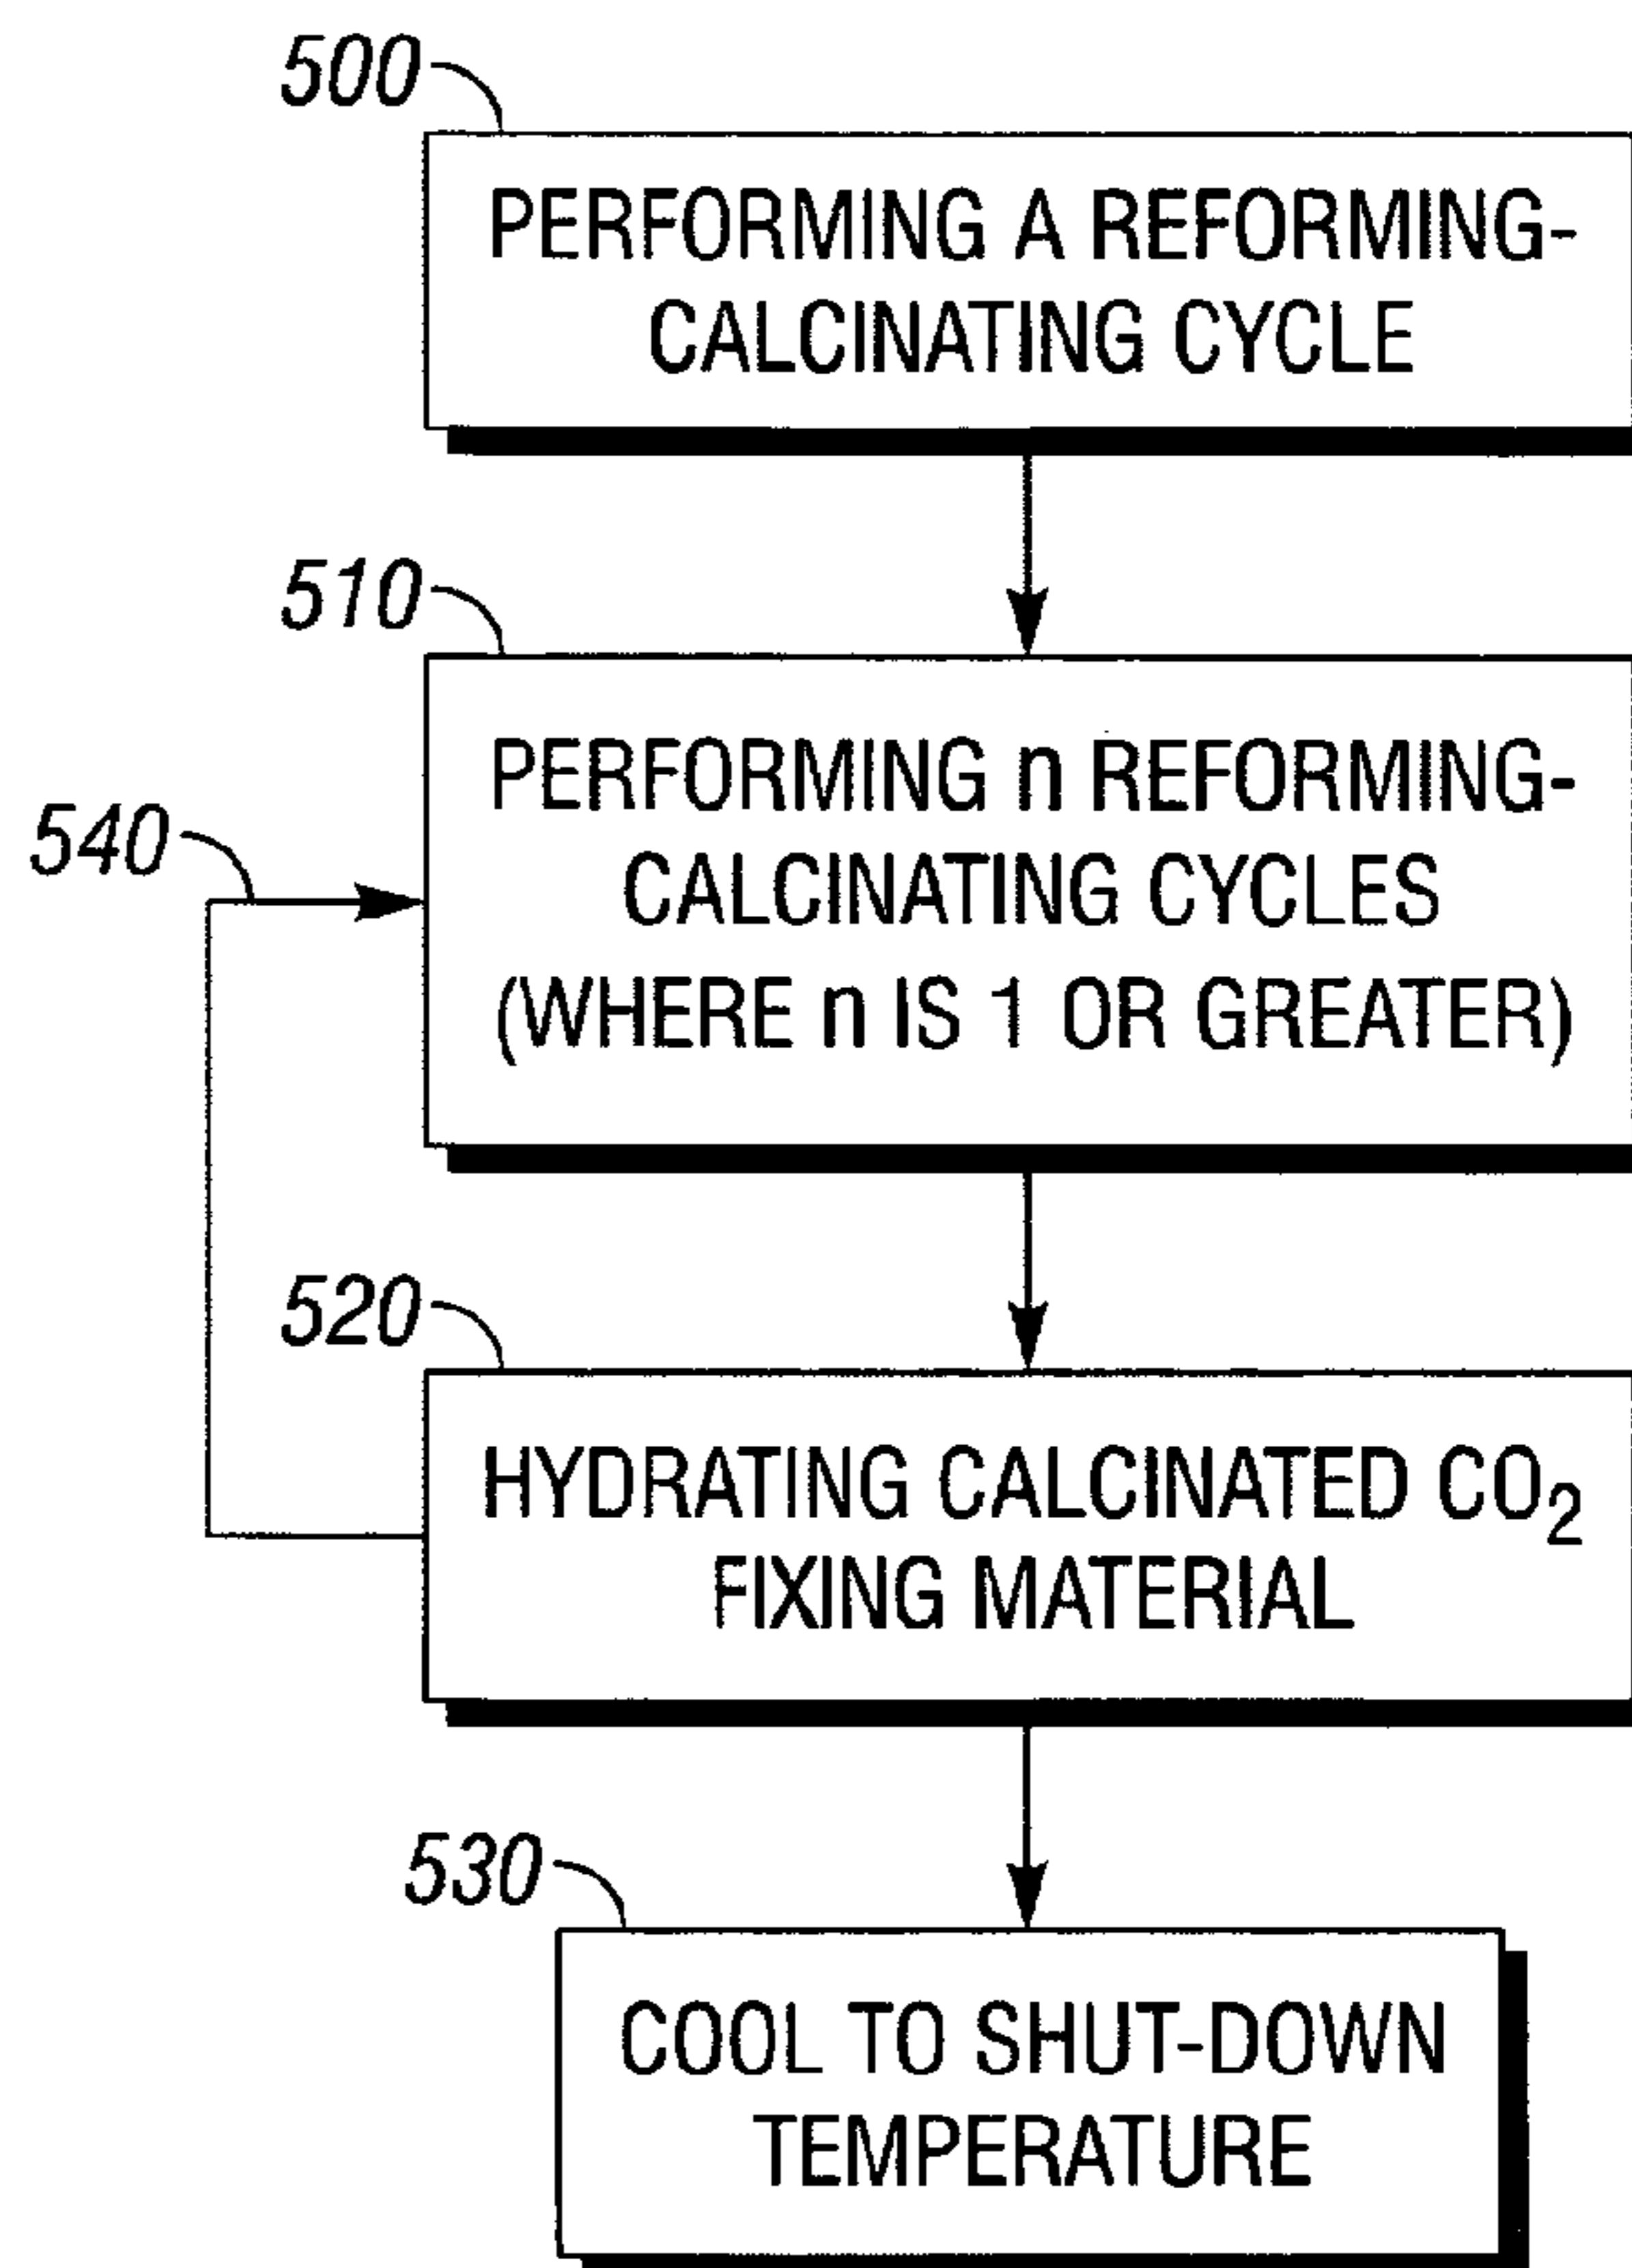 500
PERFORMING A REFORMING-
CALCINATING CYCLE
510
PERFORMING n REFORMING-
CALCINATING CYCLES
(WHERE n IS 1 OR GREATER)
540
520
HYDRATING CALCINATED CO₂
FIXING MATERIAL
530
COOL TO SHUT-DOWN
TEMPERATURE